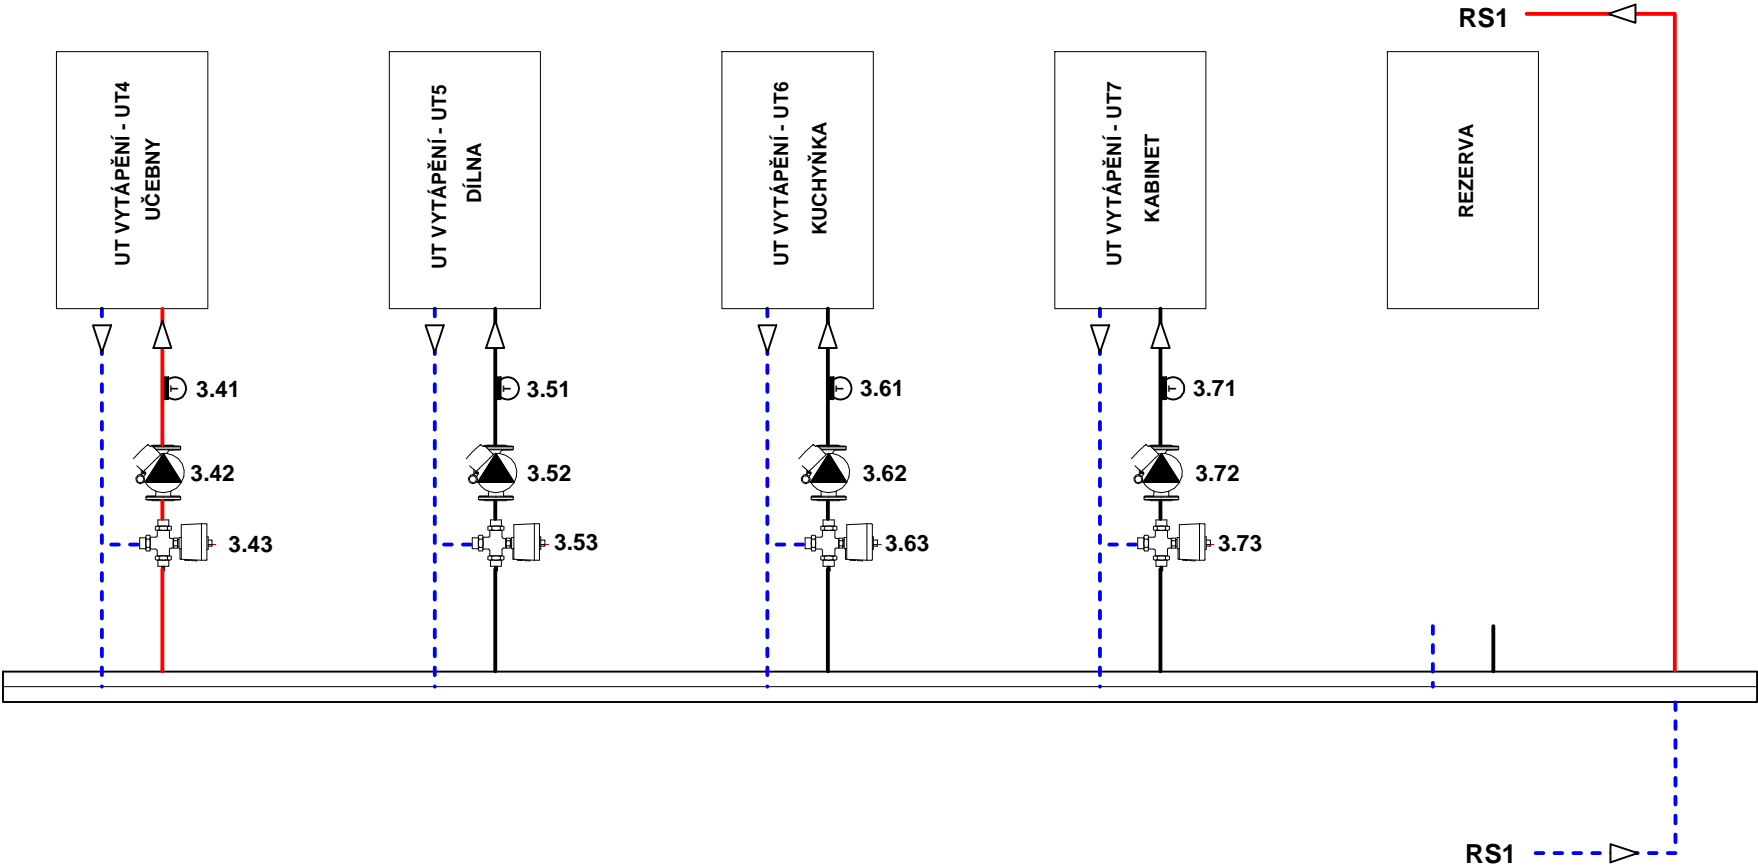 RS1
UT VYTÁPĚNÍ - UT4
UČEBNY
UT VYTÁPĚNÍ - UT5
DÍLNA
UT VYTÁPĚNÍ - UT6
KUCHYŇKA
UT VYTÁPĚNÍ - UT7
KABINET
REZERVA
T 3.41
T 3.51
T 3.61
T 3.71
3.42
3.52
3.62
3.72
3.43
3.53
3.63
3.73
RS1